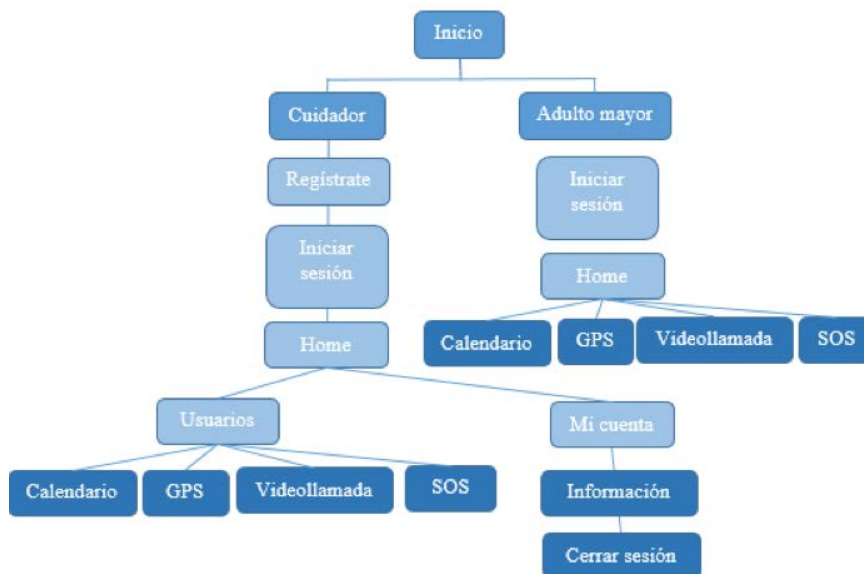 Inicio
Cuidador
Adulto mayor
Regístrate
Iniciar
sesión
Iniciar
sesión
Home
Home
Calendario
GPS
Videollamada
SOS
Usuarios
Mi cuenta
Calendario
GPS
Videollamada
SOS
Información
Cerrar sesión